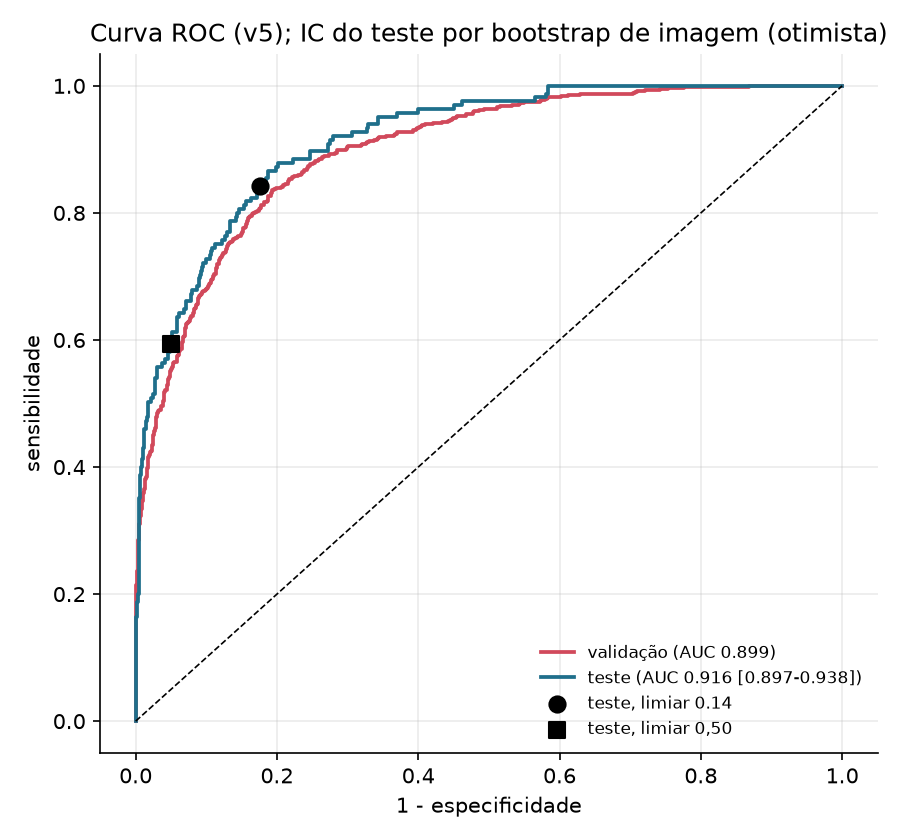 Curva ROC (v5); IC do teste por bootstrap de imagem (otimista)
1.0
0.8
0.6
0.4
0.2
0.0
sensibilidade
validação (AUC 0.899)
teste (AUC 0.916 [0.897-0.938])
teste, limiar 0.14
teste, limiar 0,50
0.0 0.2 0.4 0.6 0.8 1.0
1 - especificidade